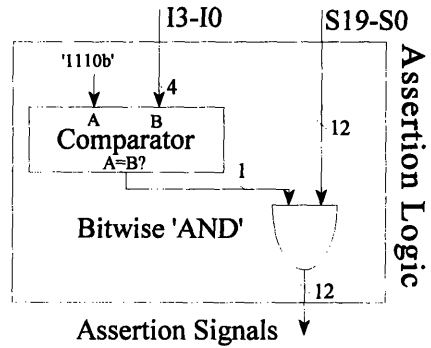 I3-I0
S19-S0
'1110b'
4
A
B
Comparator
A=B?
12
1
Bitwise 'AND'
12
Assertion Signals
Assertion Logic